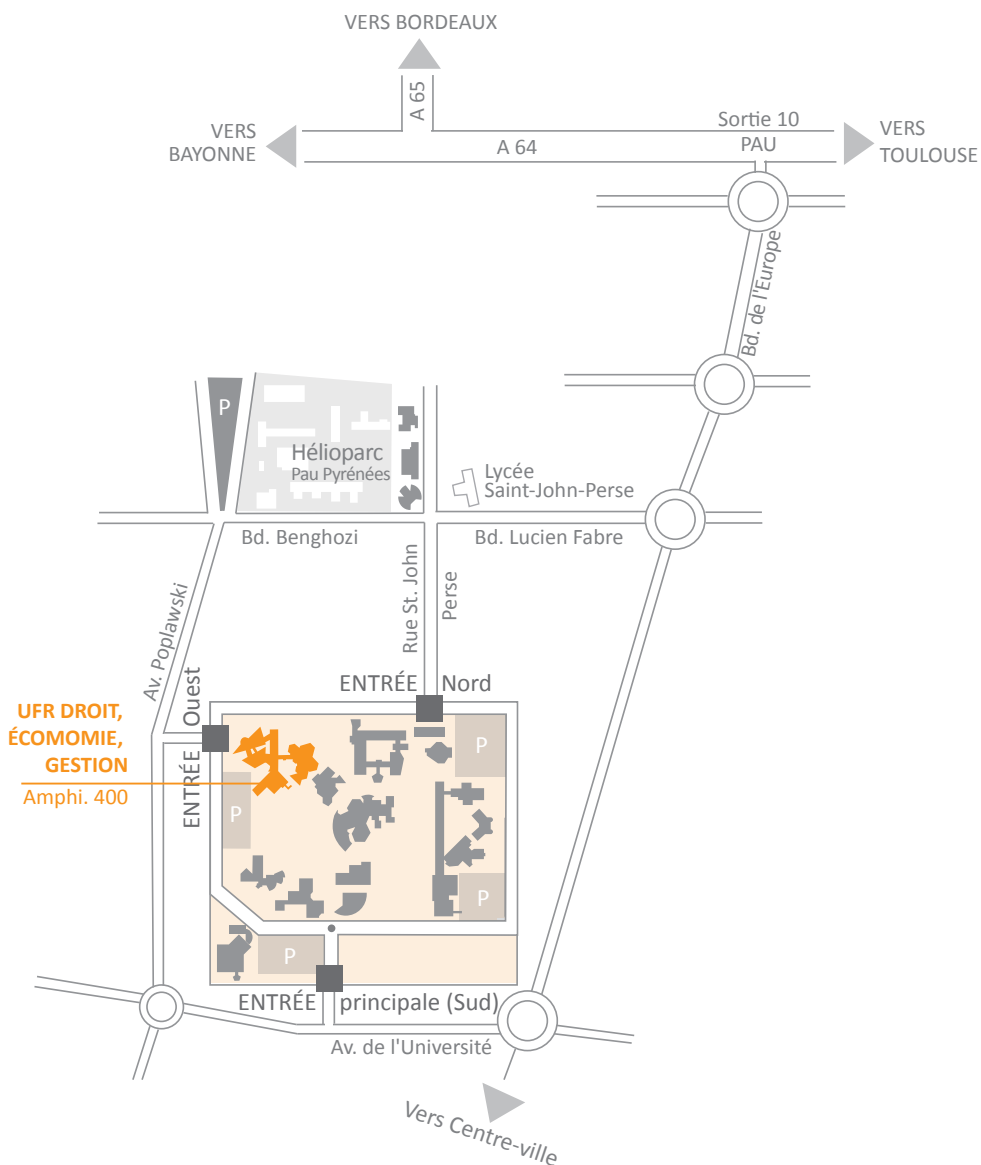 VERS BORDEAUX
A 65
VERS
BAYONNE
A 64
Sortie 10
PAU
VERS
TOULOUSE
Bd. de l'Europe
P
Hélioparc
Pau Pyrénées
Lycée
Saint-John-Perse
Bd. Benghozi
Bd. Lucien Fabre
Av. Poplawski
Rue St. John
Perse
ENTRÉE Nord
ENTRÉE Ouest
UFR DROIT,
ÉCOMOMIE,
GESTION
Amphi. 400
P
P
P
P
ENTRÉE principale (Sud)
Av. de l'Université
Vers Centre-ville